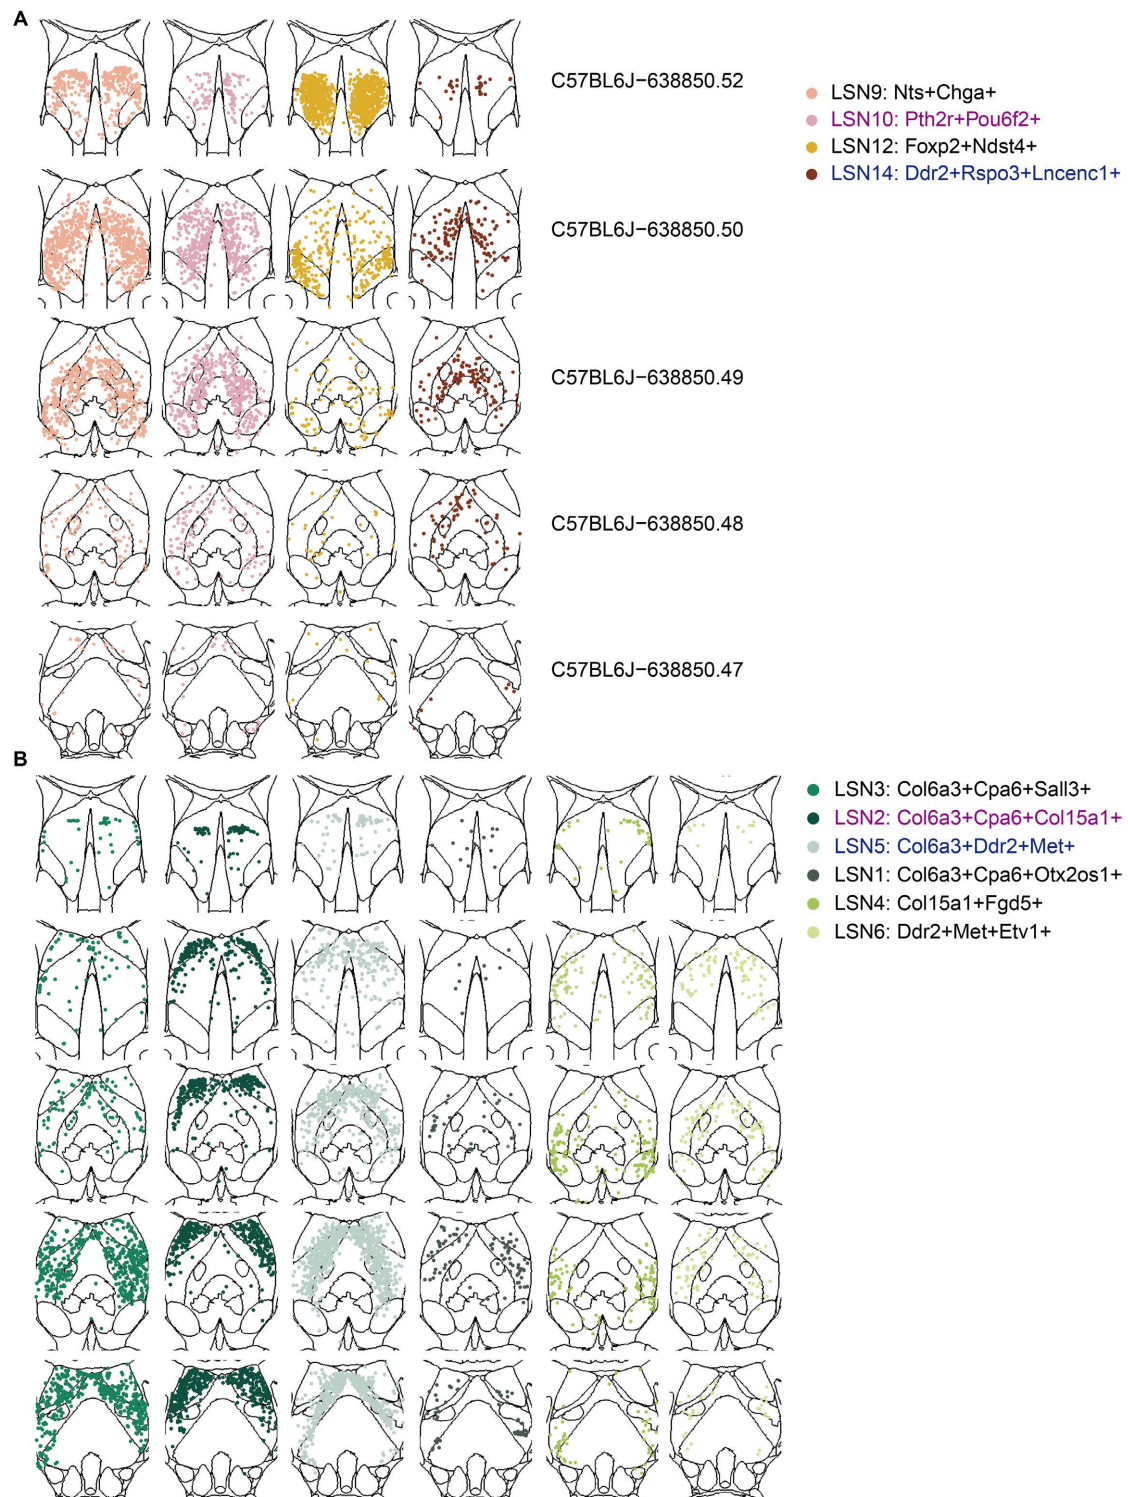 A
C57BL6J−638850.52
LSN9: Nts+Chga+
LSN10: Pth2r+Pou6f2+
LSN12: Foxp2+Ndst4+
LSN14: Ddr2+Rspo3+Lncenc1+
C57BL6J−638850.50
C57BL6J−638850.49
C57BL6J−638850.48
C57BL6J−638850.47
B
LSN3: Col6a3+Cpa6+Sall3+
LSN2: Col6a3+Cpa6+Col15a1+
LSN5: Col6a3+Ddr2+Met+
LSN1: Col6a3+Cpa6+Otx2os1+
LSN4: Col15a1+Fgd5+
LSN6: Ddr2+Met+Etv1+